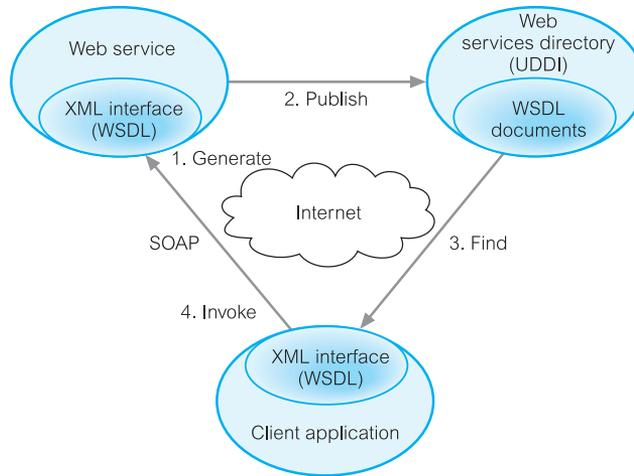 Web service
XML interface
(WSDL)
Web
services directory
(UDDI)
WSDL
documents
2. Publish
1. Generate
Internet
SOAP
3. Find
4. Invoke
XML interface
(WSDL)
Client application